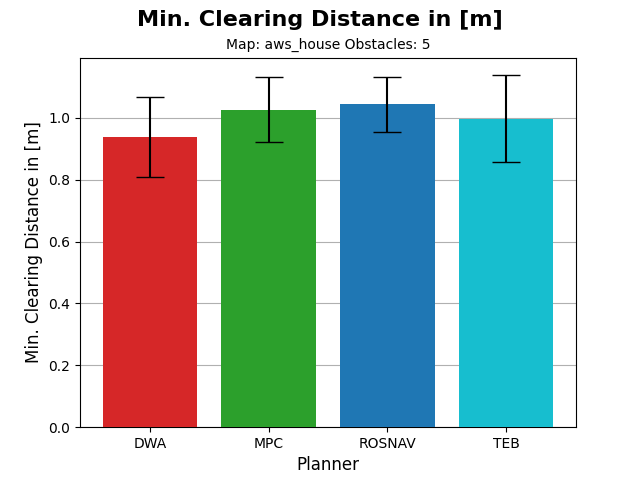 Min. Clearing Distance in [m]
Map: aws_house Obstacles: 5
Min. Clearing Distance in [m]
1.0
0.8
0.6
0.4
0.2
0.0
DWA
MPC
ROSNAV
TEB
Planner